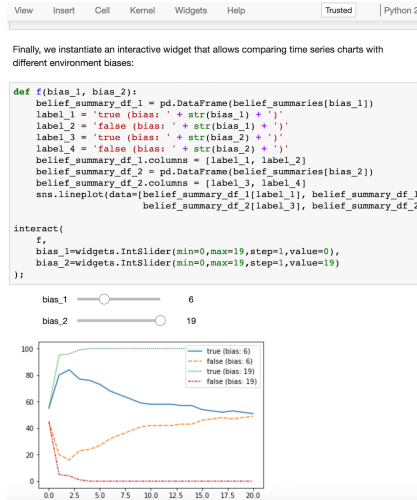 View Insert Cell Kernel Widgets Help Trusted Python 2
Finally, we instantiate an interactive widget that allows comparing time series charts with
different environment biases:
def f(bias_1, bias_2):
    belief_summary_df_1 = pd.DataFrame(belief_summaries[bias_1])
    label_1 = 'true (bias: ' + str(bias_1) + ')'
    label_2 = 'false (bias: ' + str(bias_1) + ')'
    label_3 = 'true (bias: ' + str(bias_2) + ')'
    label_4 = 'false (bias: ' + str(bias_2) + ')'
    belief_summary_df_1.columns = [label_1, label_2]
    belief_summary_df_2 = pd.DataFrame(belief_summaries[bias_2])
    belief_summary_df_2.columns = [label_3, label_4]
    sns.lineplot(data=[belief_summary_df_1[label_1], belief_summary_df_1
                       belief_summary_df_2[label_3], belief_summary_df_2
interact(
    f,
    bias_1=widgets.IntSlider(min=0,max=19,step=1,value=0),
    bias_2=widgets.IntSlider(min=0,max=19,step=1,value=19)
);
bias_1 6
bias_2 19
100
80
60
40
20
0
true (bias: 6)
false (bias: 6)
true (bias: 19)
false (bias: 19)
0.0 2.5 5.0 7.5 10.0 12.5 15.0 17.5 20.0